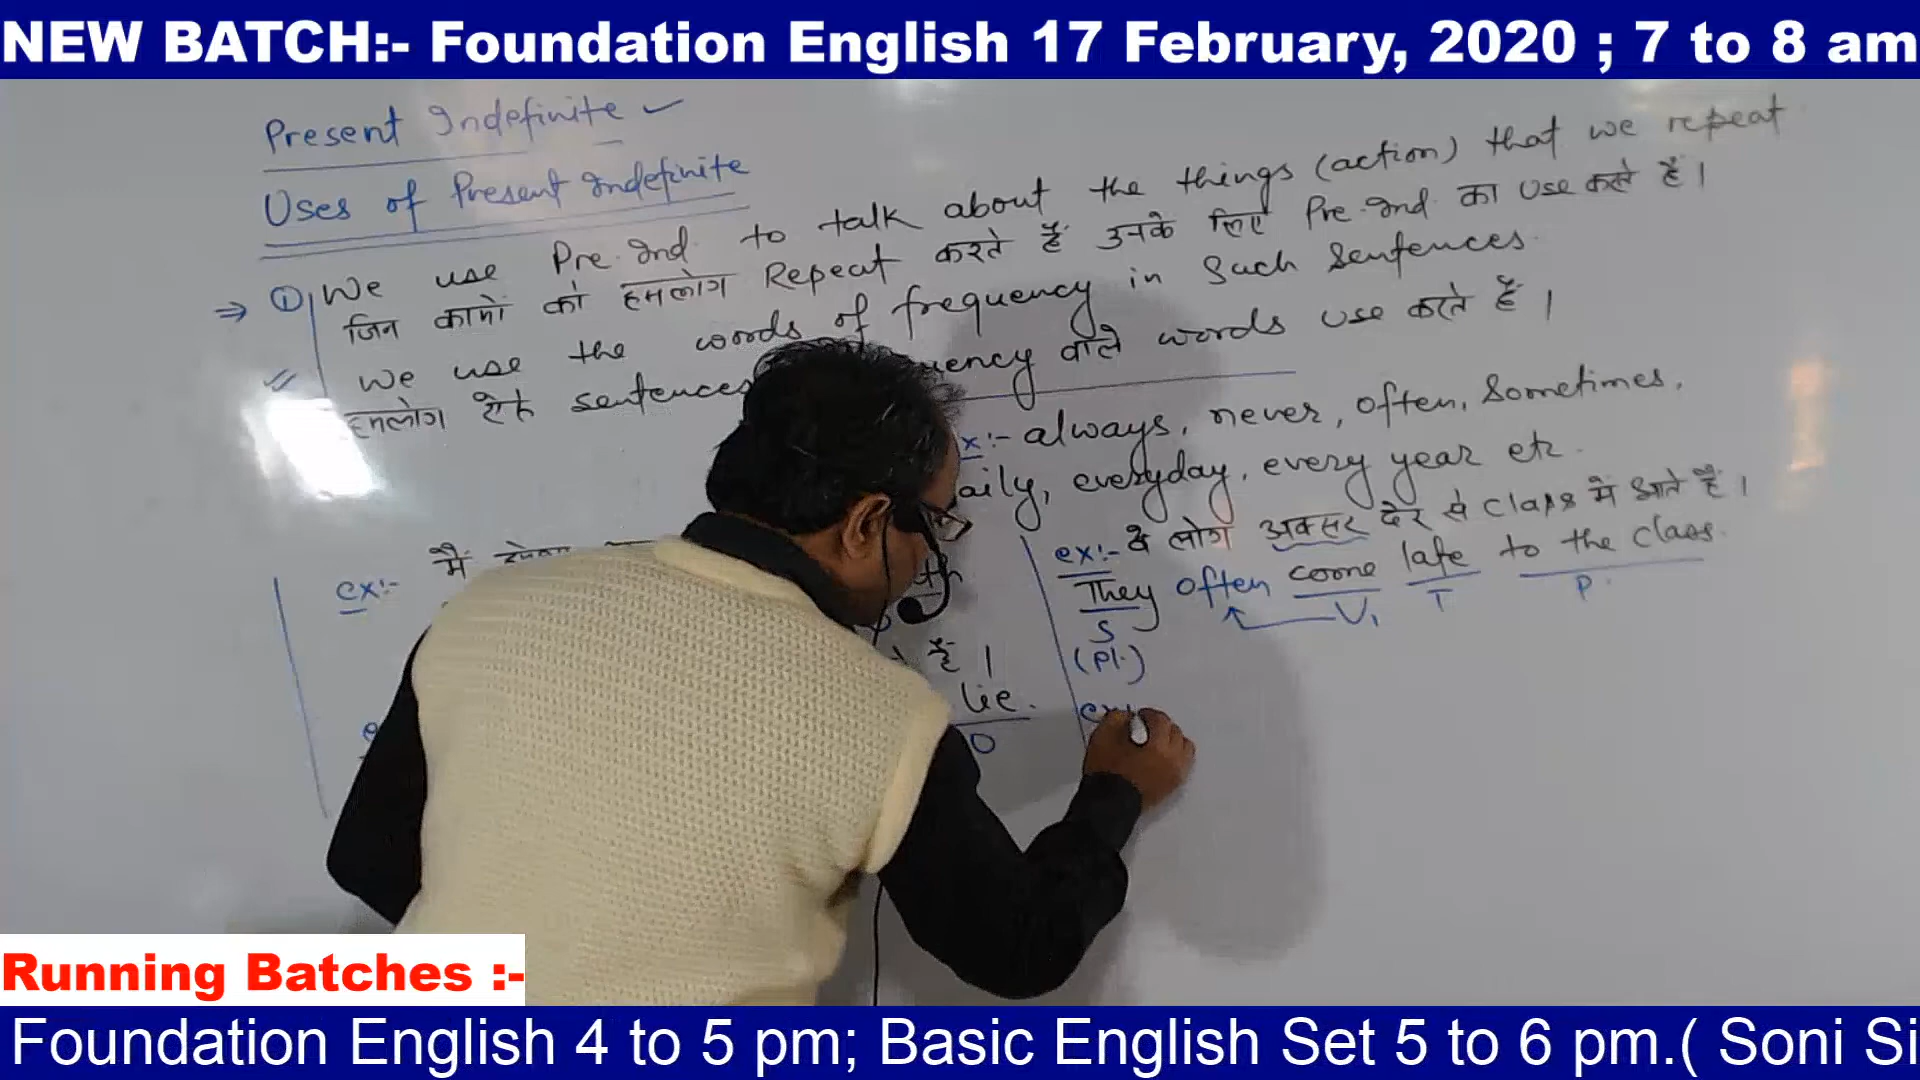 NEW BATCH:- Foundation English 17 February, 2020 ; 7 to 8 am
Present Indefinite
Uses of Present Indefinite
⇒ ① We use Pre. Ind. to talk about the things (action) that we repeat
जिन कामों को हमलोग Repeat करते हैं उनके लिए Pre. Ind. का Use करते हैं।
We use the words of frequency in Such Sentences.
हमलोग ऐसे sentences वाले words use करते हैं।
x:- always, never, often, Sometimes,
aily, everyday, every year etc.
ex:- मैं
th
हैं।
lie.
O
ex:- वे लोग अक्सर देर से class में आते हैं।
They often come late to the class.
S V₁ T P.
(Pl.)
ex:
Running Batches :-
Foundation English 4 to 5 pm; Basic English Set 5 to 6 pm.( Soni Si